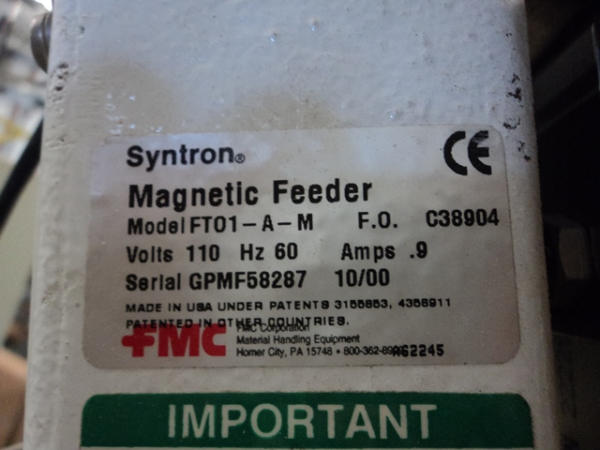 Syntron® CE
Magnetic Feeder
Model FT01-A-M F.O. C38904
Volts 110 Hz 60 Amps .9
Serial GPMF58287 10/00
MADE IN USA UNDER PATENTS 3155853, 4356911
PATENTED IN OTHER COUNTRIES.
FMC FMC Corporation
Material Handling Equipment
Homer City, PA 15748 • 800-362- A62245
IMPORTANT